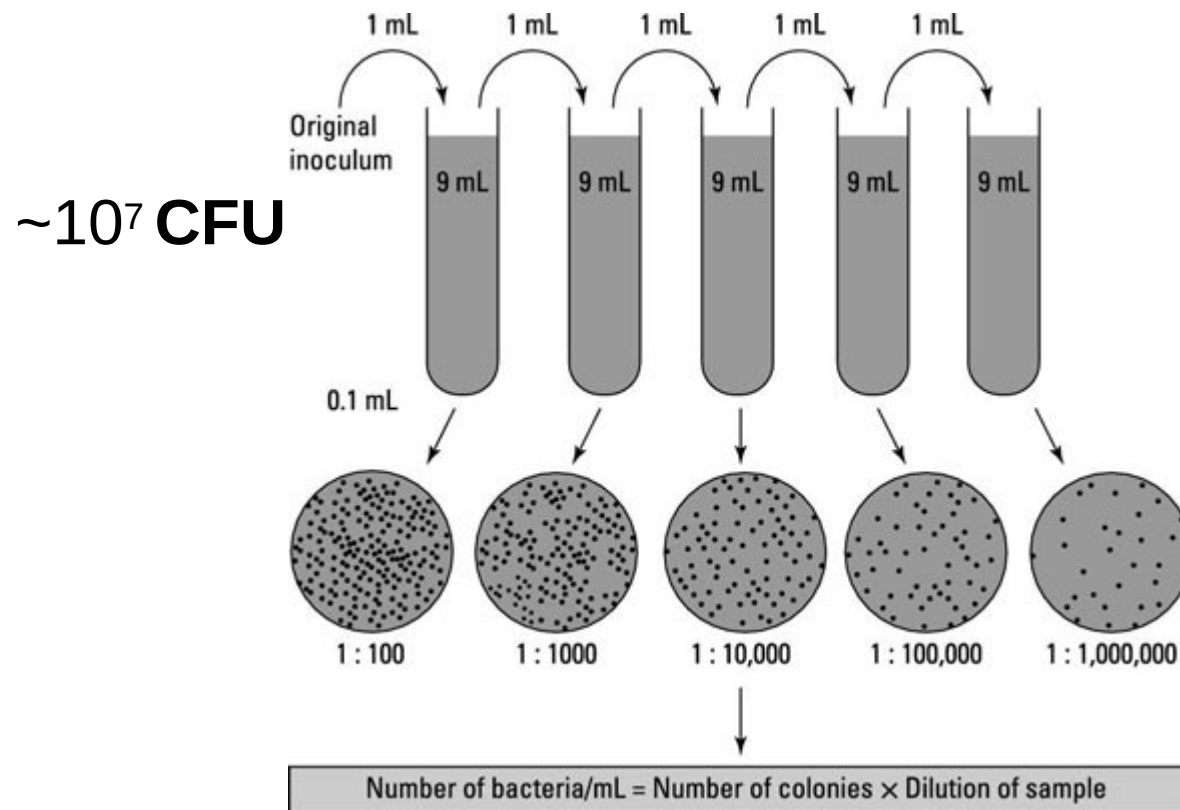 1 mL 1 mL 1 mL 1 mL 1 mL
Original
inoculum
9 mL 9 mL 9 mL 9 mL 9 mL
~10⁷ CFU
0.1 mL
1 : 100 1 : 1000 1 : 10,000 1 : 100,000 1 : 1,000,000
Number of bacteria/mL = Number of colonies × Dilution of sample